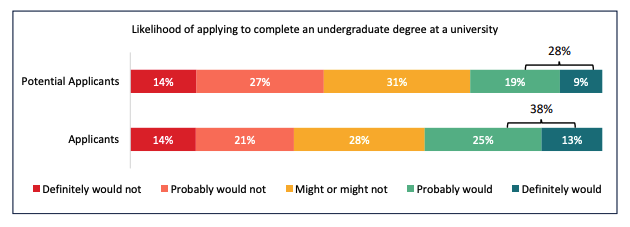 Likelihood of applying to complete an undergraduate degree at a university
28%
Potential Applicants 14% 27% 31% 19% 9%
38%
Applicants 14% 21% 28% 25% 13%
Definitely would not Probably would not Might or might not Probably would Definitely would